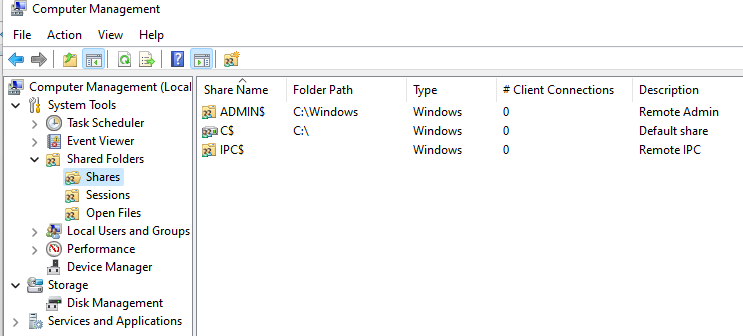 Computer Management
File Action View Help
Computer Management (Local
System Tools
Task Scheduler
Event Viewer
Shared Folders
Shares
Sessions
Open Files
Local Users and Groups
Performance
Device Manager
Storage
Disk Management
Services and Applications
Share Name Folder Path Type # Client Connections Description
ADMIN$ C:\Windows Windows 0 Remote Admin
C$ C:\ Windows 0 Default share
IPC$ Windows 0 Remote IPC